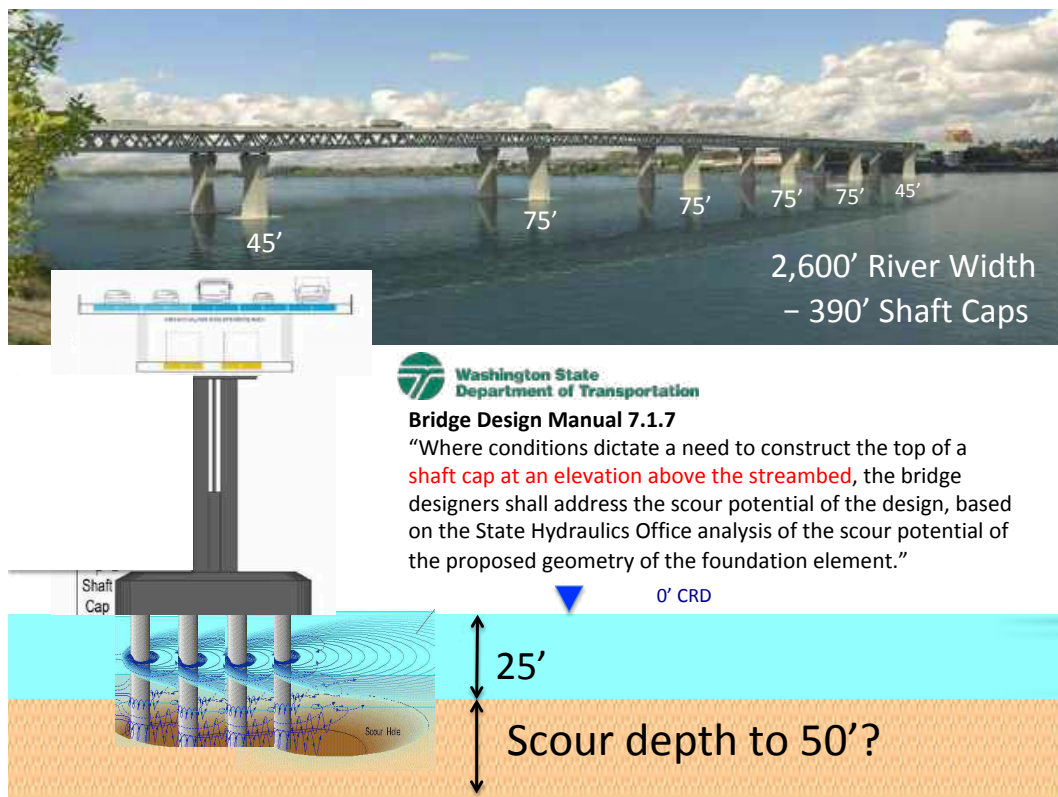 45’
75’
75’
75’
75’
45’
2,600’ River Width
− 390’ Shaft Caps
Washington State
Department of Transportation
Bridge Design Manual 7.1.7
“Where conditions dictate a need to construct the top of a
shaft cap at an elevation above the streambed, the bridge
designers shall address the scour potential of the design, based
on the State Hydraulics Office analysis of the scour potential of
the proposed geometry of the foundation element.”
Shaft
Cap
0’ CRD
25’
Scour Hole
Scour depth to 50’?